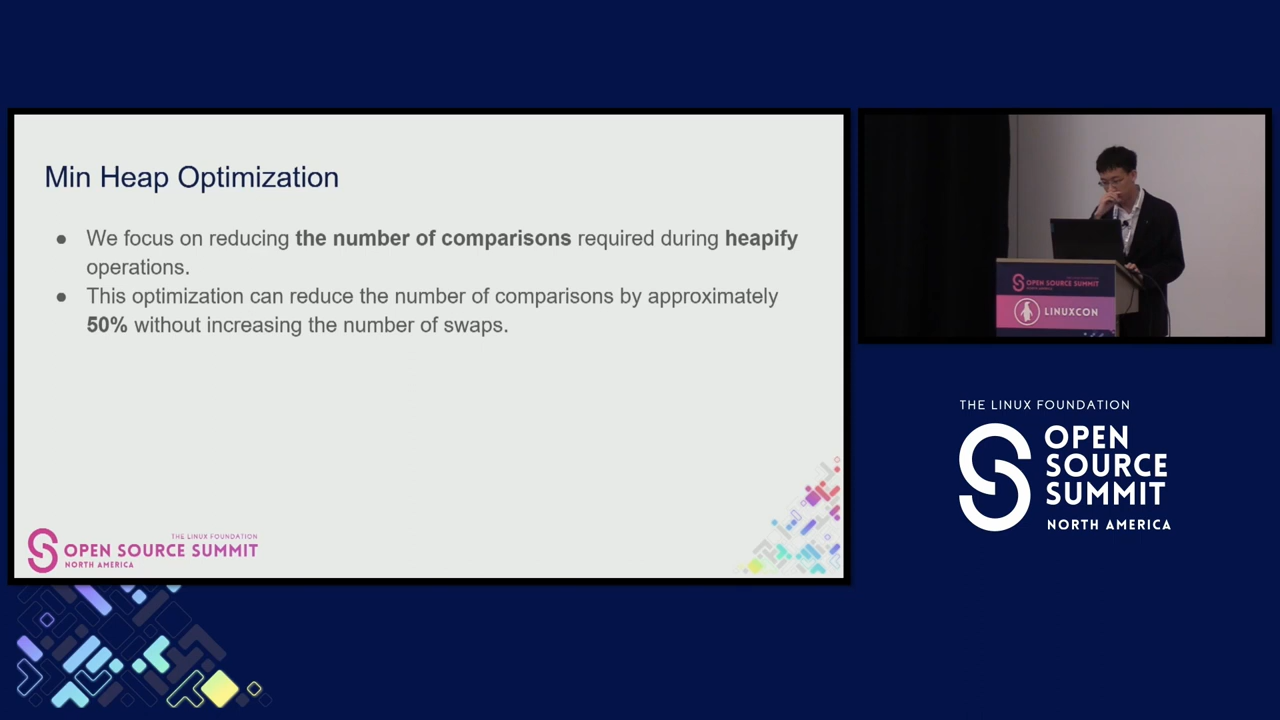 Min Heap Optimization
● We focus on reducing the number of comparisons required during heapify
operations.
● This optimization can reduce the number of comparisons by approximately
50% without increasing the number of swaps.
THE LINUX FOUNDATION
OPEN SOURCE SUMMIT
NORTH AMERICA
OPEN SOURCE SUMMIT
LINUXCON
THE LINUX FOUNDATION
OPEN
SOURCE
SUMMIT
NORTH AMERICA